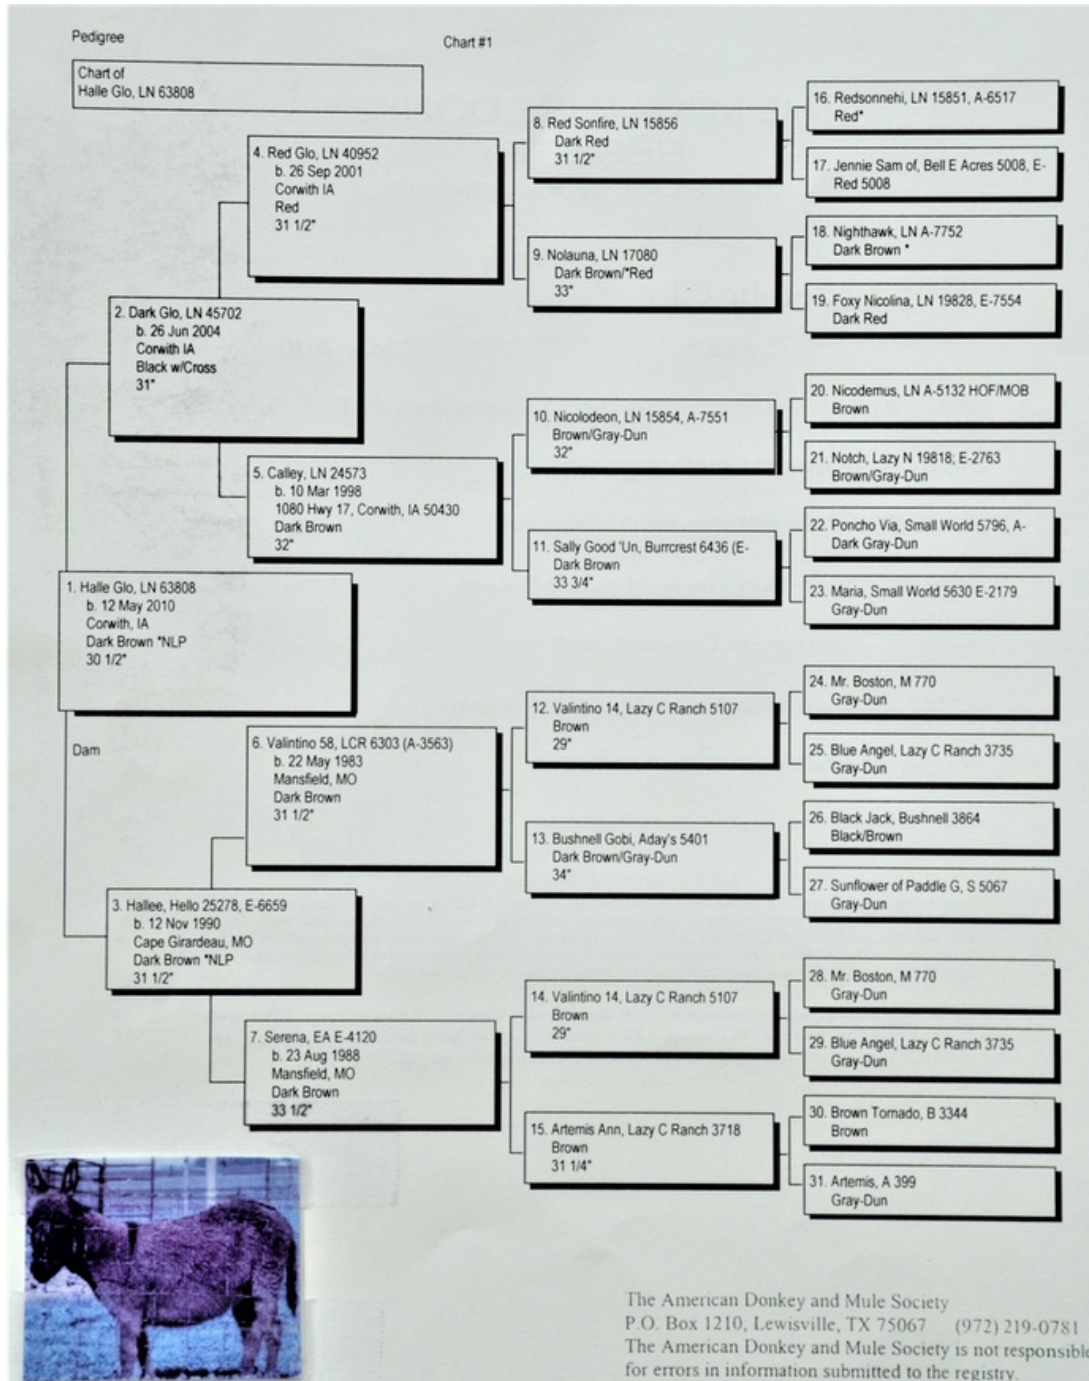 Pedigree
Chart #1
Chart of
Halle Glo, LN 63808
16. Redsonnehi, LN 15851, A-6517
Red*
8. Red Sonfire, LN 15856
Dark Red
31 1/2"
17. Jennie Sam of, Bell E Acres 5008, E-
Red 5008
4. Red Glo, LN 40952
b. 26 Sep 2001
Corwith IA
Red
31 1/2"
18. Nighthawk, LN A-7752
Dark Brown *
9. Nolauna, LN 17080
Dark Brown/*Red
33"
19. Foxy Nicolina, LN 19828, E-7554
Dark Red
2. Dark Glo, LN 45702
b. 26 Jun 2004
Corwith IA
Black w/Cross
31"
20. Nicodemus, LN A-5132 HOF/MOB
Brown
10. Nicolodeon, LN 15854, A-7551
Brown/Gray-Dun
32"
21. Notch, Lazy N 19818; E-2763
Brown/Gray-Dun
5. Calley, LN 24573
b. 10 Mar 1998
1080 Hwy 17, Corwith, IA 50430
Dark Brown
32"
22. Poncho Via, Small World 5796, A-
Dark Gray-Dun
11. Sally Good 'Un, Burrcrest 6436 (E-
Dark Brown
33 3/4"
23. Maria, Small World 5630 E-2179
Gray-Dun
1. Halle Glo, LN 63808
b. 12 May 2010
Corwith, IA
Dark Brown *NLP
30 1/2"
24. Mr. Boston, M 770
Gray-Dun
12. Valintino 14, Lazy C Ranch 5107
Brown
29"
25. Blue Angel, Lazy C Ranch 3735
Gray-Dun
Dam
6. Valintino 58, LCR 6303 (A-3563)
b. 22 May 1983
Mansfield, MO
Dark Brown
31 1/2"
26. Black Jack, Bushnell 3864
Black/Brown
13. Bushnell Gobi, Aday's 5401
Dark Brown/Gray-Dun
34"
27. Sunflower of Paddle G, S 5067
Gray-Dun
3. Hallee, Hello 25278, E-6659
b. 12 Nov 1990
Cape Girardeau, MO
Dark Brown *NLP
31 1/2"
28. Mr. Boston, M 770
Gray-Dun
14. Valintino 14, Lazy C Ranch 5107
Brown
29"
29. Blue Angel, Lazy C Ranch 3735
Gray-Dun
7. Serena, EA E-4120
b. 23 Aug 1988
Mansfield, MO
Dark Brown
33 1/2"
30. Brown Tornado, B 3344
Brown
15. Artemis Ann, Lazy C Ranch 3718
Brown
31 1/4"
31. Artemis, A 399
Gray-Dun
The American Donkey and Mule Society
P.O. Box 1210, Lewisville, TX 75067 (972) 219-0781
The American Donkey and Mule Society is not responsible
for errors in information submitted to the registry.